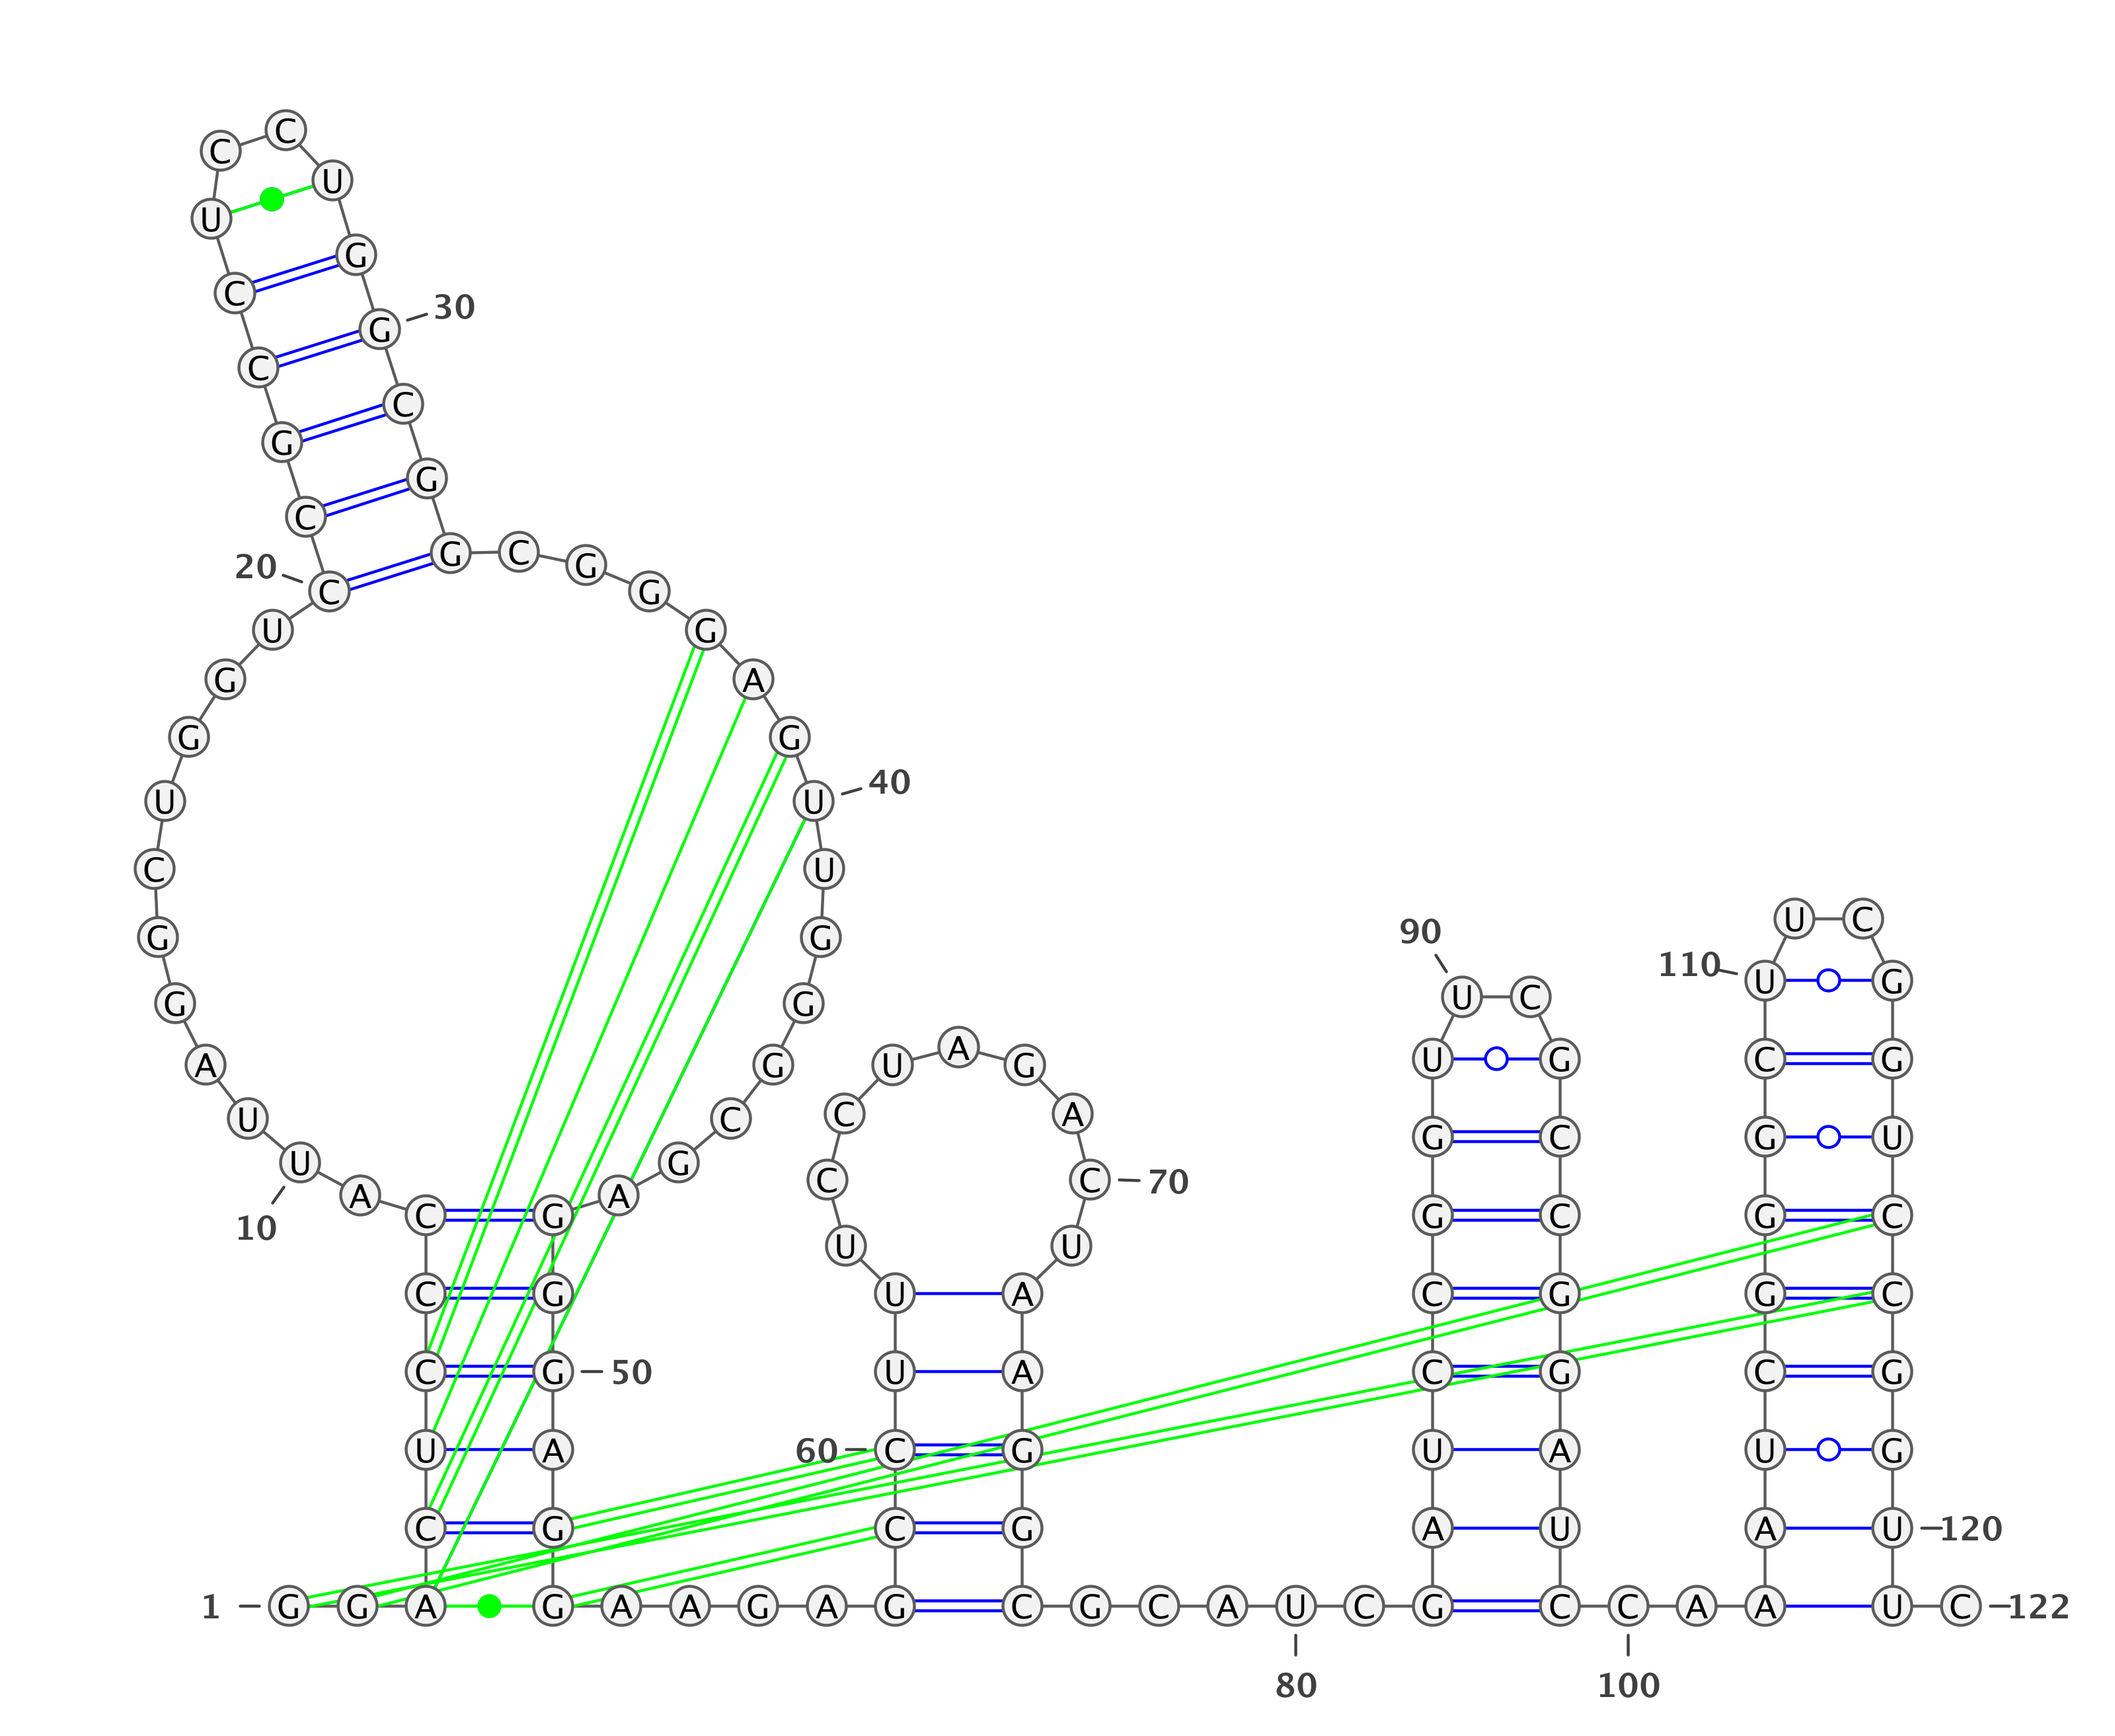 C
C
U
U
G
C
30
G
C
C
G
G
C
G C
G
20
C G
U G
G A
G G
40
U U
C U
U C
90
G G
110 U G
U C
G G
A
U G
U G C G
A G
C A
U C
G C G U
U G
C C 70
A A
C G G C G C
10
U U
C G U A C G G C
C G 50 U A C G C G
U A 60 C G U A U G
C G C G A U A U 120
1 G G A G A A G A G C G C A U C G C C A A U C 122
80 100